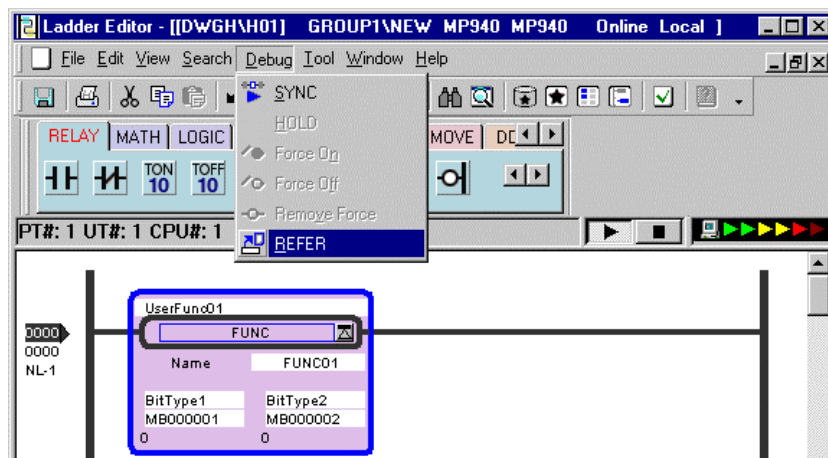 Ladder Editor - [[DWGH\H01] GROUP1\NEW MP940 MP940 Online Local ]
File Edit View Search Debug Tool Window Help
SYNC
HOLD
Force On
Force Off
Remove Force
REFER
RELAY MATH LOGIC MOVE
TON 10 TOFF 10
PT#: 1 UT#: 1 CPU#: 1
UserFunc01
FUNC
0000
0000
NL-1
Name FUNC01
BitType1 BitType2
MB000001 MB000002
0 0